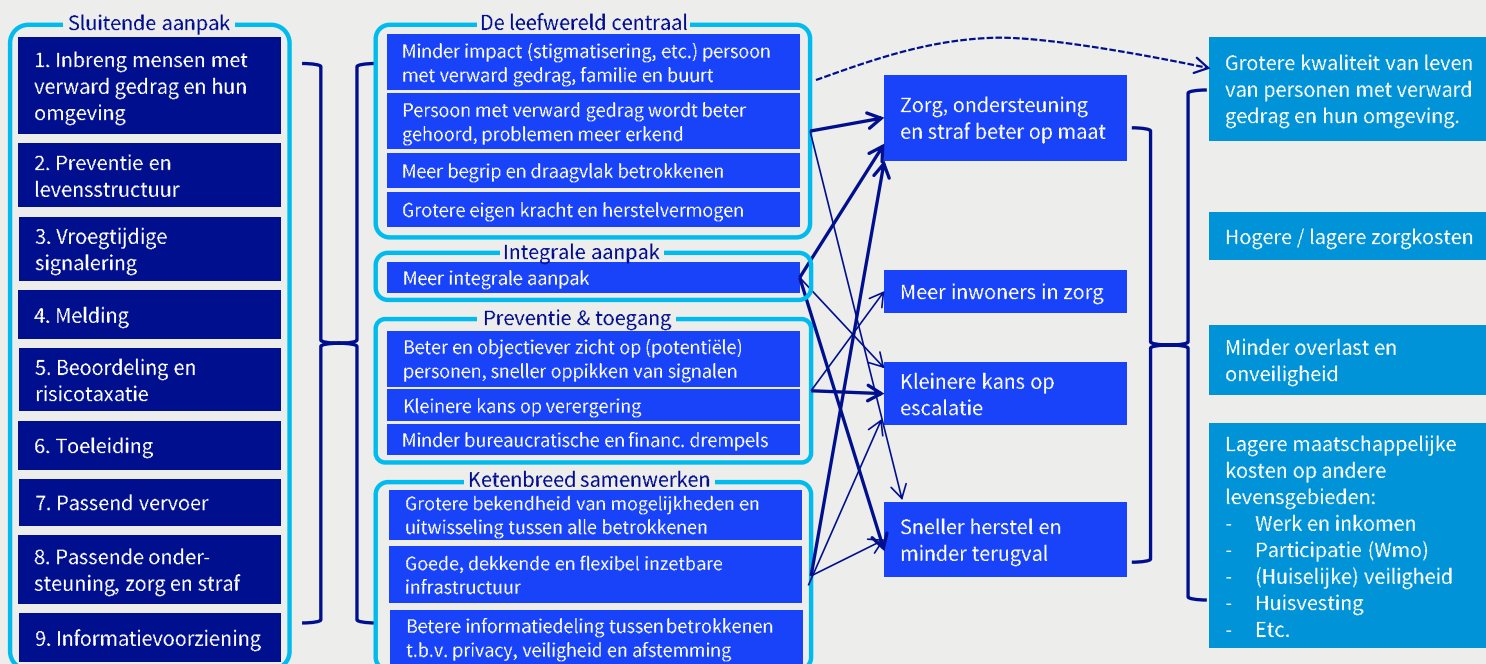 Sluitende aanpak
1. Inbreng mensen met
verward gedrag en hun
omgeving
2. Preventie en
levensstructuur
3. Vroegtijdige
signalering
4. Melding
5. Beoordeling en
risicotaxatie
6. Toeleiding
7. Passend vervoer
8. Passende onder-
steuning, zorg en straf
9. Informatievoorziening
De leefwereld centraal
Minder impact (stigmatisering, etc.) persoon
met verward gedrag, familie en buurt
Persoon met verward gedrag wordt beter
gehoord, problemen meer erkend
Meer begrip en draagvlak betrokkenen
Grotere eigen kracht en herstelvermogen
Integrale aanpak
Meer integrale aanpak
Preventie & toegang
Beter en objectiever zicht op (potentiële)
personen, sneller oppikken van signalen
Kleinere kans op verergering
Minder bureaucratische en financ. drempels
Ketenbreed samenwerken
Grotere bekendheid van mogelijkheden en
uitwisseling tussen alle betrokkenen
Goede, dekkende en flexibel inzetbare
infrastructuur
Betere informatiedeling tussen betrokkenen
t.b.v. privacy, veiligheid en afstemming
Zorg, ondersteuning
en straf beter op maat
Meer inwoners in zorg
Kleinere kans op
escalatie
Sneller herstel en
minder terugval
Grotere kwaliteit van leven
van personen met verward
gedrag en hun omgeving.
Hogere / lagere zorgkosten
Minder overlast en
onveiligheid
Lagere maatschappelijke
kosten op andere
levensgebieden:
- Werk en inkomen
- Participatie (Wmo)
- (Huiselijke) veiligheid
- Huisvesting
- Etc.